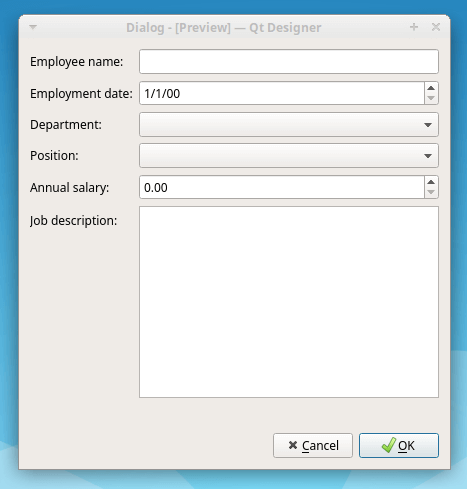 Dialog - [Preview] — Qt Designer
Employee name:
Employment date: 1/1/00
Department:
Position:
Annual salary: 0.00
Job description:
Cancel OK